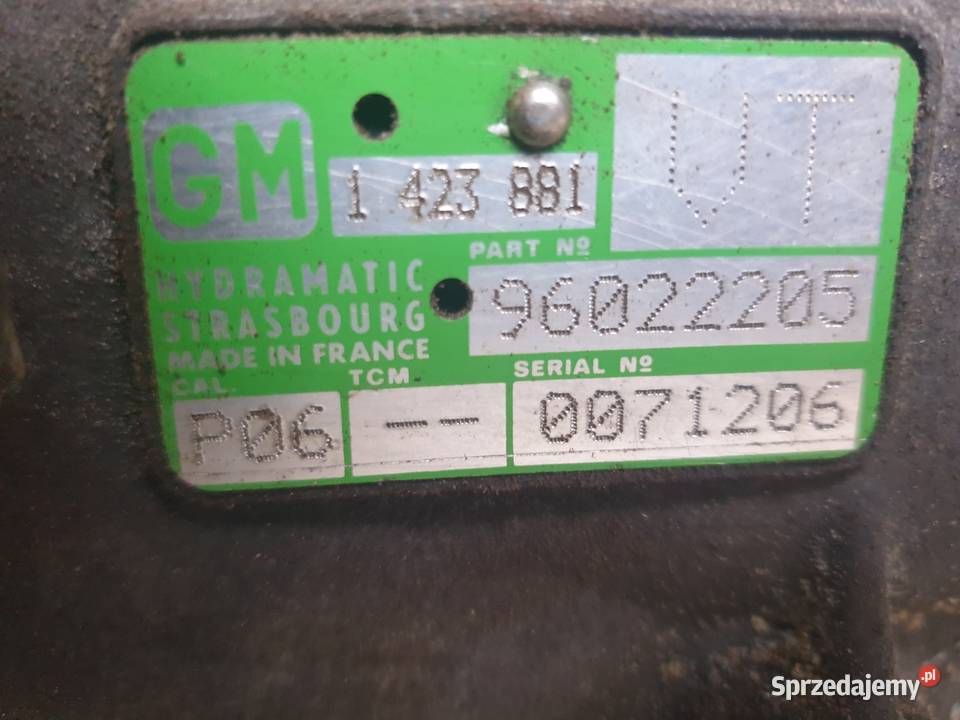 GM
1 423 881
VT
PART Nº
HYDRAMATIC
STRASBOURG
96022205
MADE IN FRANCE
SERIAL Nº
CAL.
TCM
P06
--
0071206
Sprzedajemy.pl